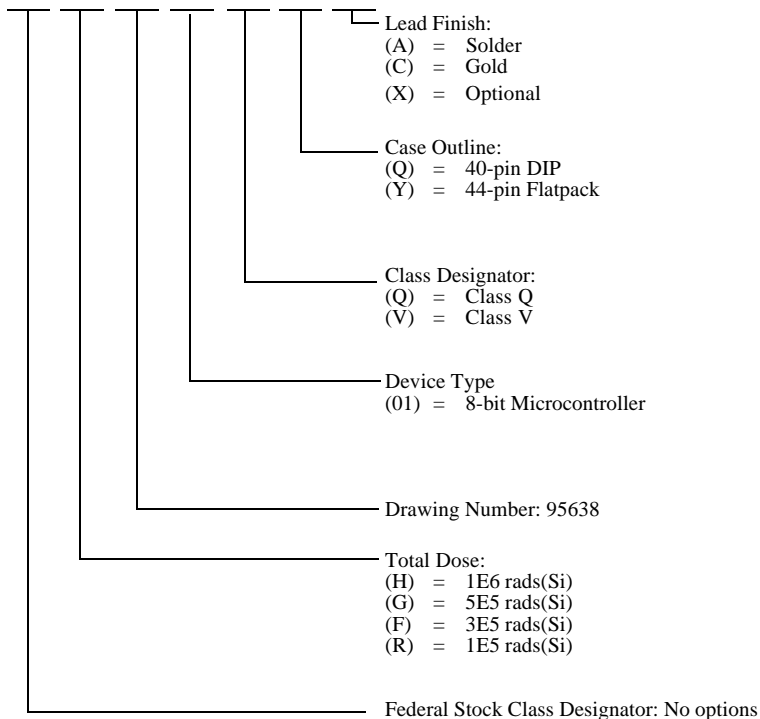 Lead Finish:
(A) = Solder
(C) = Gold
(X) = Optional
Case Outline:
(Q) = 40-pin DIP
(Y) = 44-pin Flatpack
Class Designator:
(Q) = Class Q
(V) = Class V
Device Type
(01) = 8-bit Microcontroller
Drawing Number: 95638
Total Dose:
(H) = 1E6 rads(Si)
(G) = 5E5 rads(Si)
(F) = 3E5 rads(Si)
(R) = 1E5 rads(Si)
Federal Stock Class Designator: No options